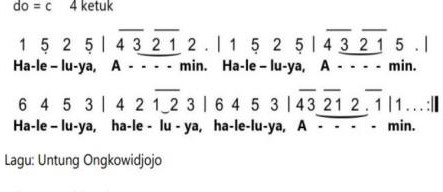 do = c 4 ketuk
1 5̣ 2 5̣ | 4 3 2 1 2 . | 1 5̣ 2 5̣ | 4 3 2 1 5 . |
Ha-le – lu-ya, A - - - - min. Ha-le – lu-ya, A - - - - min.
6 4 5 3 | 4 2 1 2 3 | 6 4 5 3 | 4 3 2 1 2 . 1 | 1 . . . :||
Ha-le – lu-ya, ha-le - lu - ya, ha-le-lu-ya, A - - - - min.
Lagu: Untung Ongkowidjojo